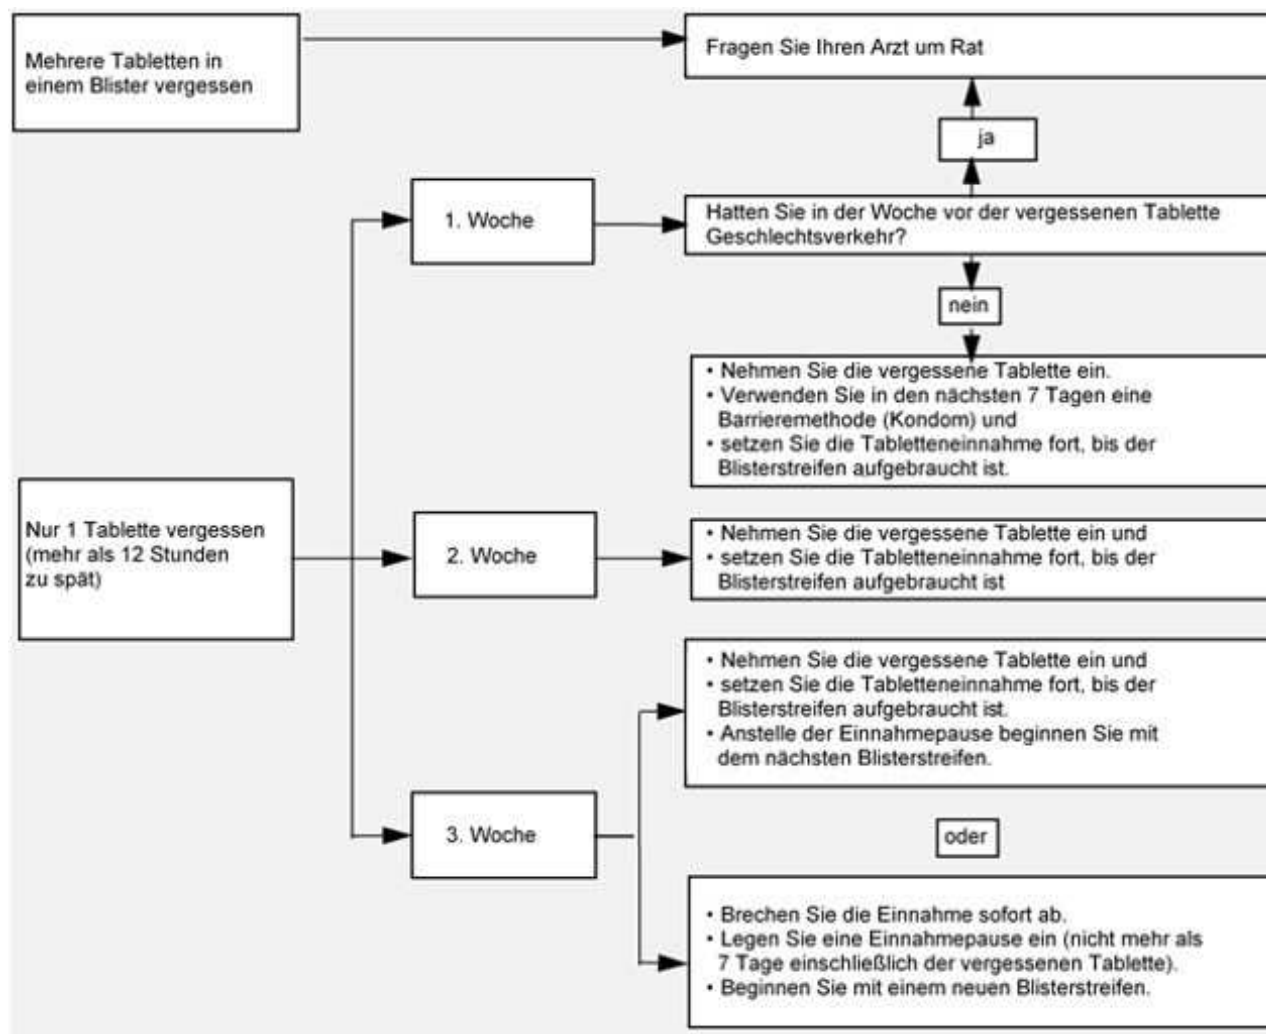 Mehrere Tabletten in
einem Blister vergessen
Fragen Sie Ihren Arzt um Rat
ja
1. Woche
Hatten Sie in der Woche vor der vergessenen Tablette
Geschlechtsverkehr?
nein
• Nehmen Sie die vergessene Tablette ein.
• Verwenden Sie in den nächsten 7 Tagen eine
Barrieremethode (Kondom) und
• setzen Sie die Tabletteneinnahme fort, bis der
Blisterstreifen aufgebraucht ist.
Nur 1 Tablette vergessen
(mehr als 12 Stunden
zu spät)
2. Woche
• Nehmen Sie die vergessene Tablette ein und
• setzen Sie die Tabletteneinnahme fort, bis der
Blisterstreifen aufgebraucht ist
3. Woche
• Nehmen Sie die vergessene Tablette ein und
• setzen Sie die Tabletteneinnahme fort, bis der
Blisterstreifen aufgebraucht ist.
• Anstelle der Einnahmepause beginnen Sie mit
dem nächsten Blisterstreifen.
oder
• Brechen Sie die Einnahme sofort ab.
• Legen Sie eine Einnahmepause ein (nicht mehr als
7 Tage einschließlich der vergessenen Tablette).
• Beginnen Sie mit einem neuen Blisterstreifen.